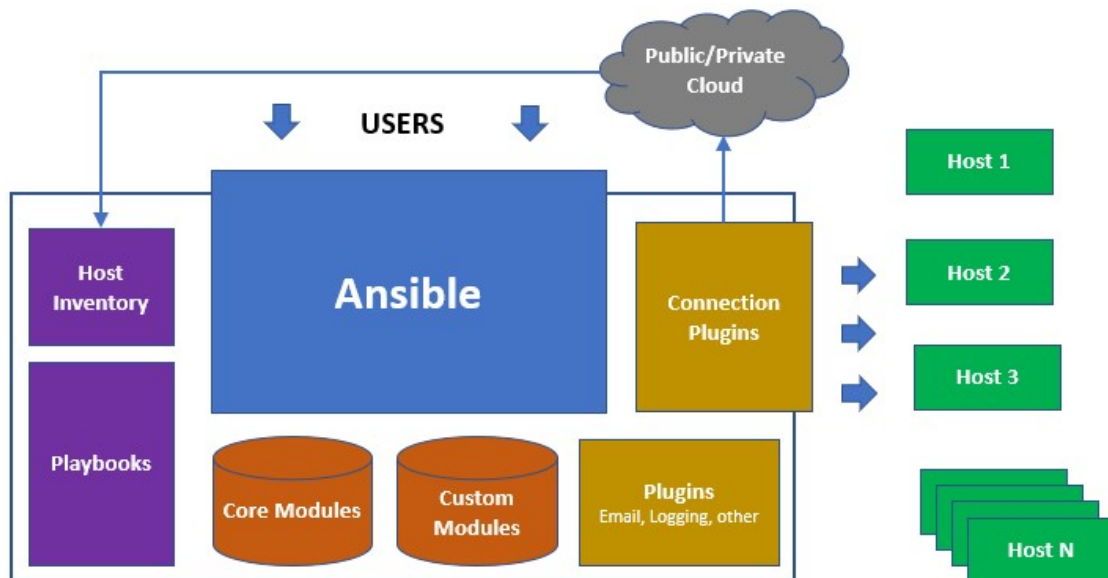 Public/Private
Cloud
USERS
Host 1
Host
Inventory
Ansible
Connection
Plugins
Host 2
Host 3
Playbooks
Core Modules
Custom
Modules
Plugins
Email, Logging, other
Host N